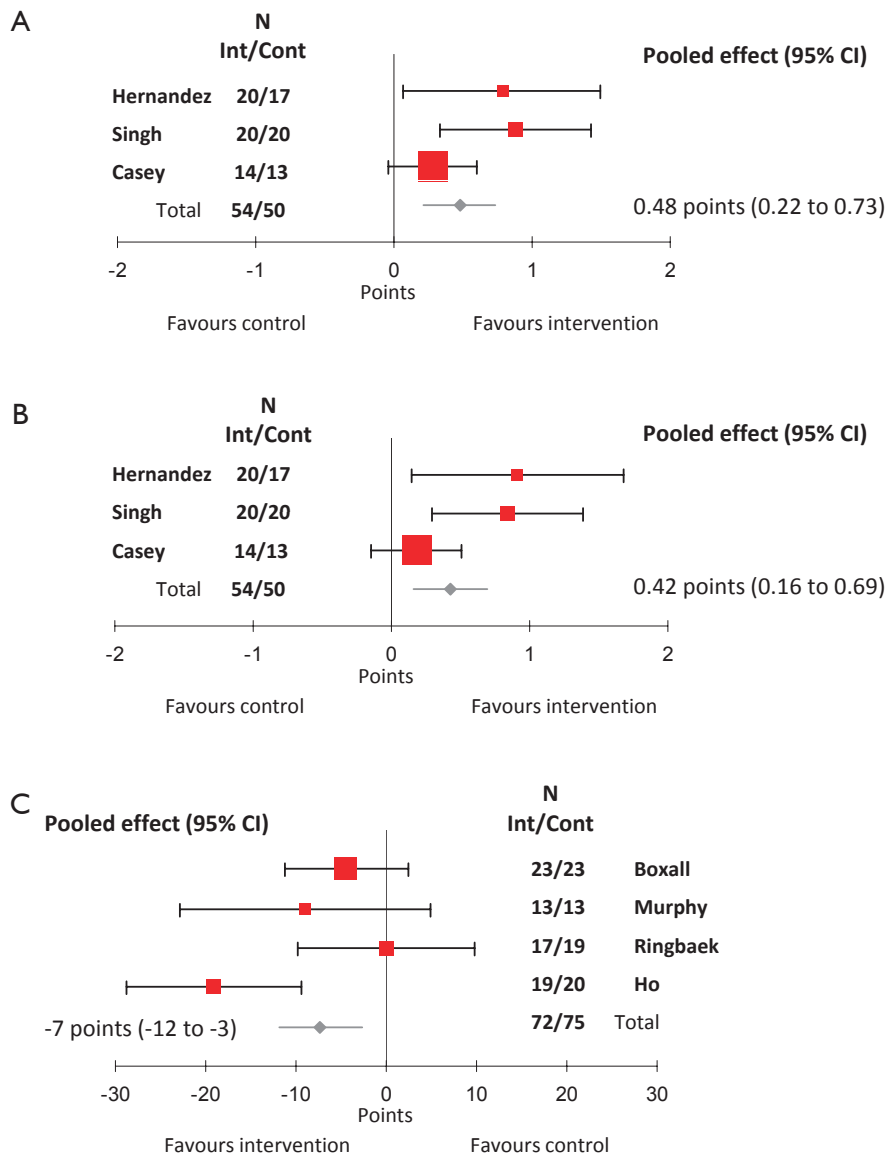 A
N
Int/Cont
Pooled effect (95% CI)
Hernandez 20/17
Singh 20/20
Casey 14/13
Total 54/50
0.48 points (0.22 to 0.73)
-2 -1 0 1 2
Points
Favours control Favours intervention
B
N
Int/Cont
Pooled effect (95% CI)
Hernandez 20/17
Singh 20/20
Casey 14/13
Total 54/50
0.42 points (0.16 to 0.69)
-2 -1 0 1 2
Points
Favours control Favours intervention
C
N
Pooled effect (95% CI) Int/Cont
23/23 Boxall
13/13 Murphy
17/19 Ringbaek
19/20 Ho
-7 points (-12 to -3) 72/75 Total
-30 -20 -10 0 10 20 30
Points
Favours intervention Favours control